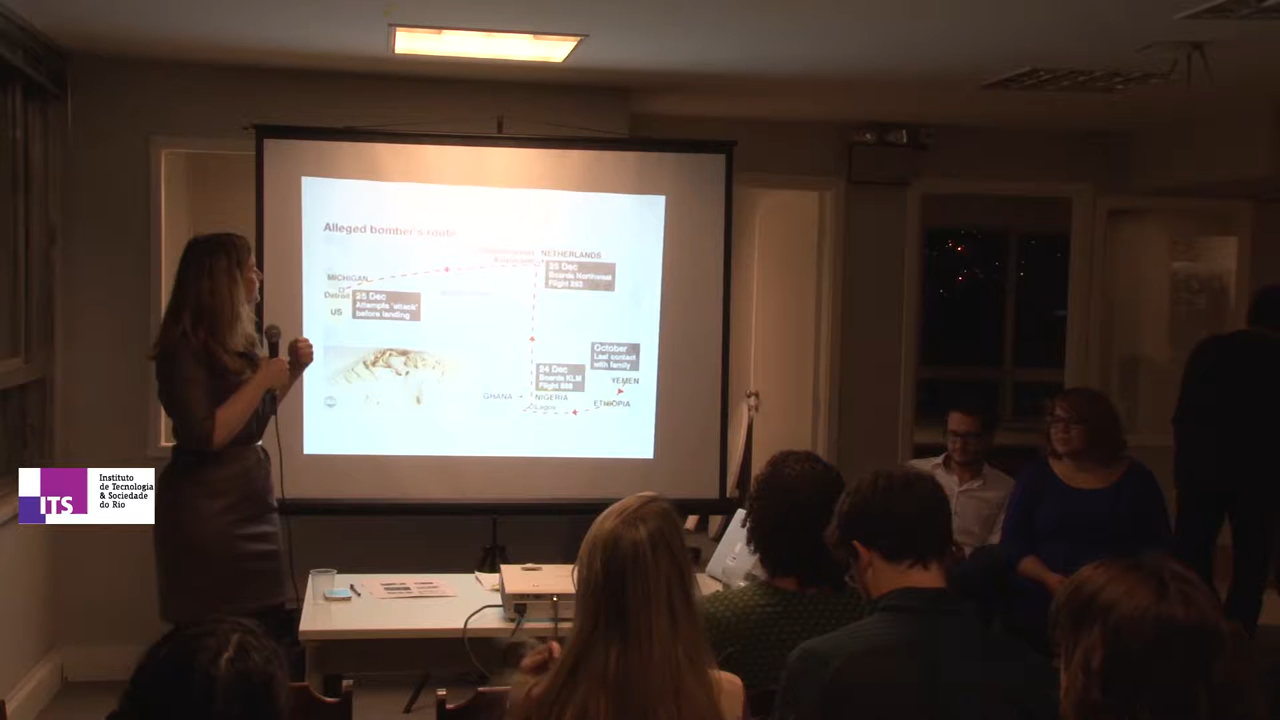 Alleged bomber's route
NETHERLANDS
25 Dec
Boards Northwest
Flight 253
MICHIGAN
Detroit
US
25 Dec
Attempts "attack"
before landing
October
Last contact
with family
24 Dec
Boards KLM
Flight 588
YEMEN
GHANA
NIGERIA
Lagos
ETHIOPIA
ITS
Instituto
de Tecnologia
& Sociedade
do Rio